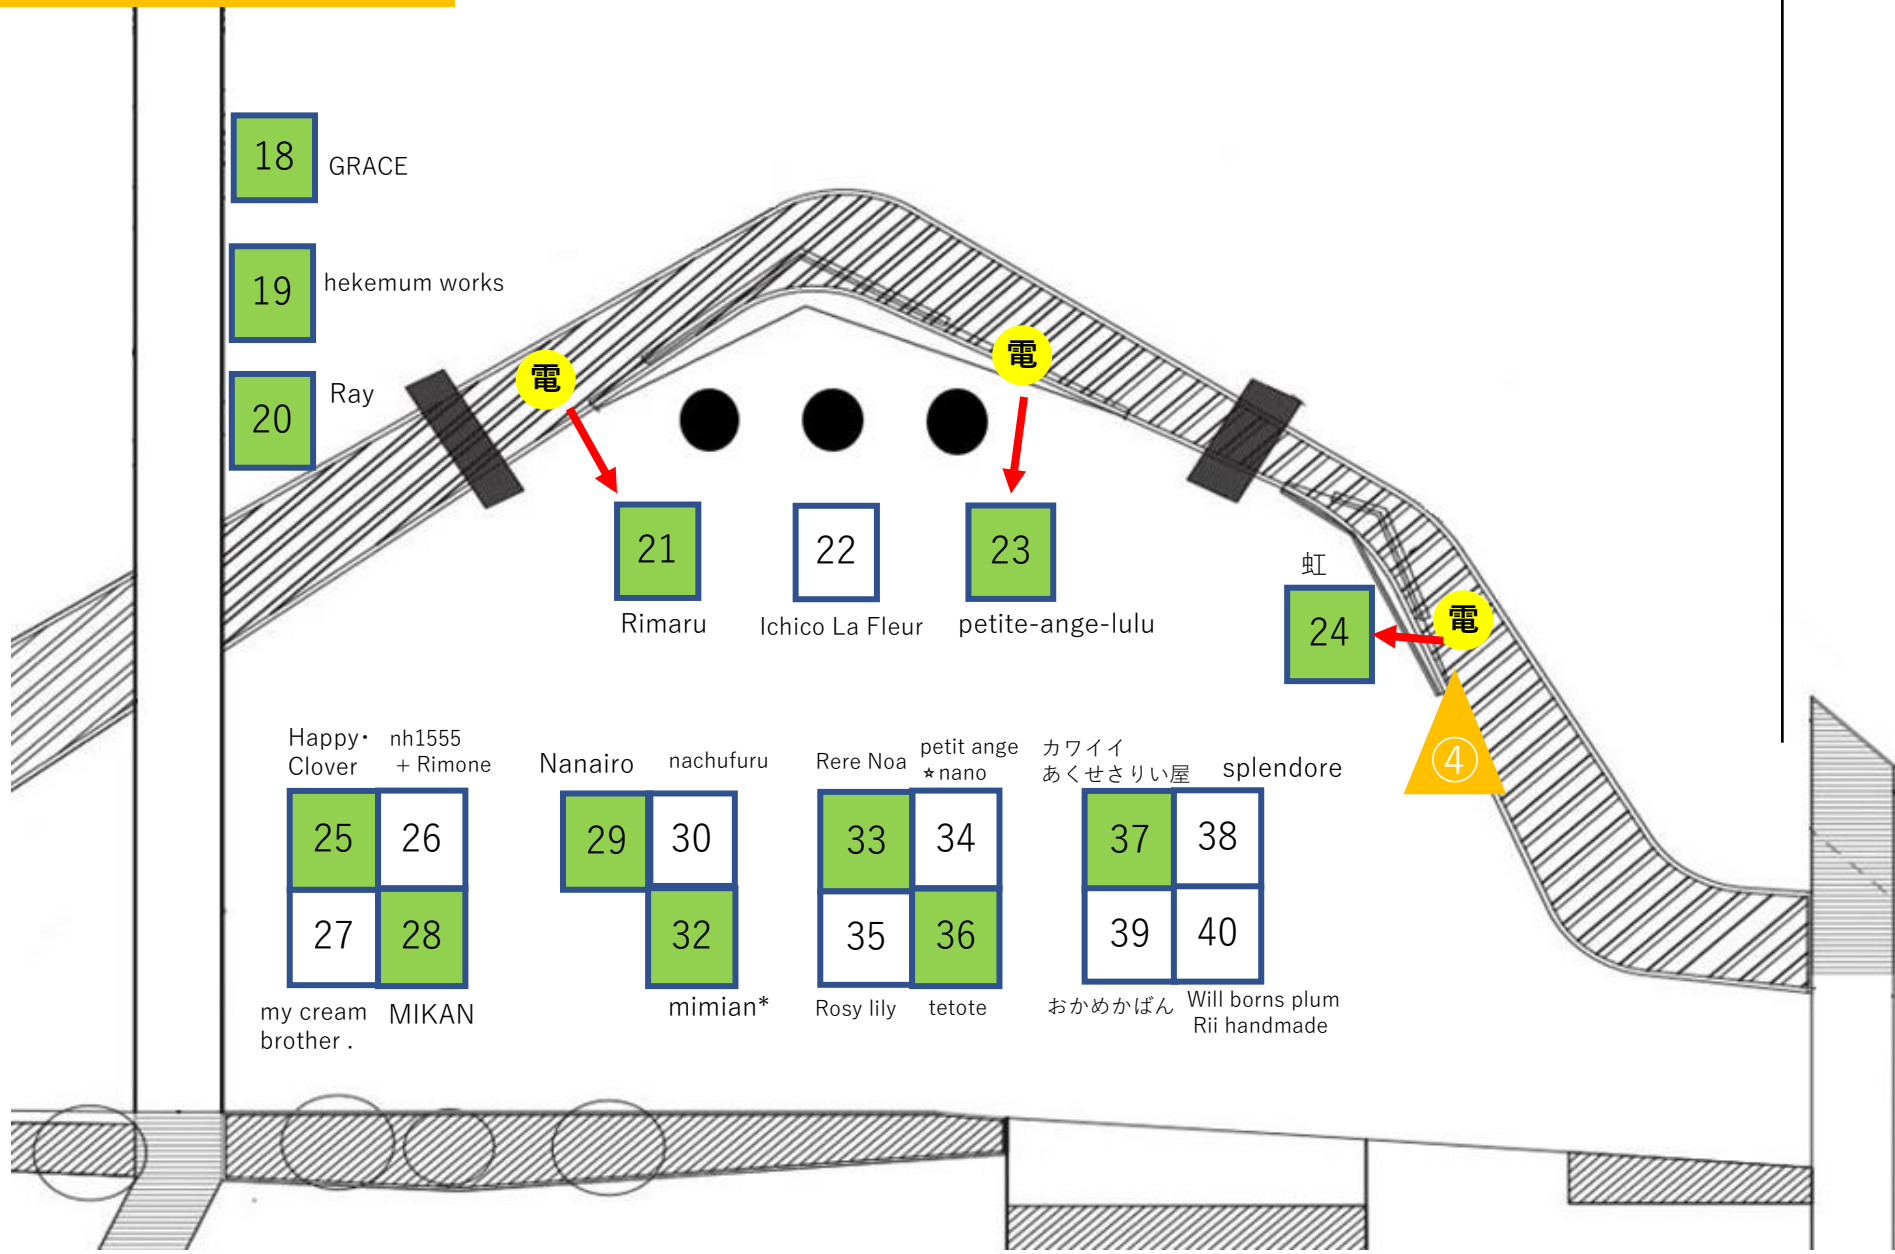 18
GRACE
19
hekemum works
20
Ray
電
電
21
22
23
Rimaru
Ichico La Fleur
petite-ange-lulu
虹
24
電
④
Happy・
Clover
nh1555
+ Rimone
25
26
27
28
my cream
brother .
MIKAN
Nanairo
nachufuru
29
30
32
mimian*
Rere Noa
petit ange
☆nano
33
34
35
36
Rosy lily
tetote
カワイイ
あくせさりい屋
splendore
37
38
39
40
おかめかばん
Will borns plum
Rii handmade